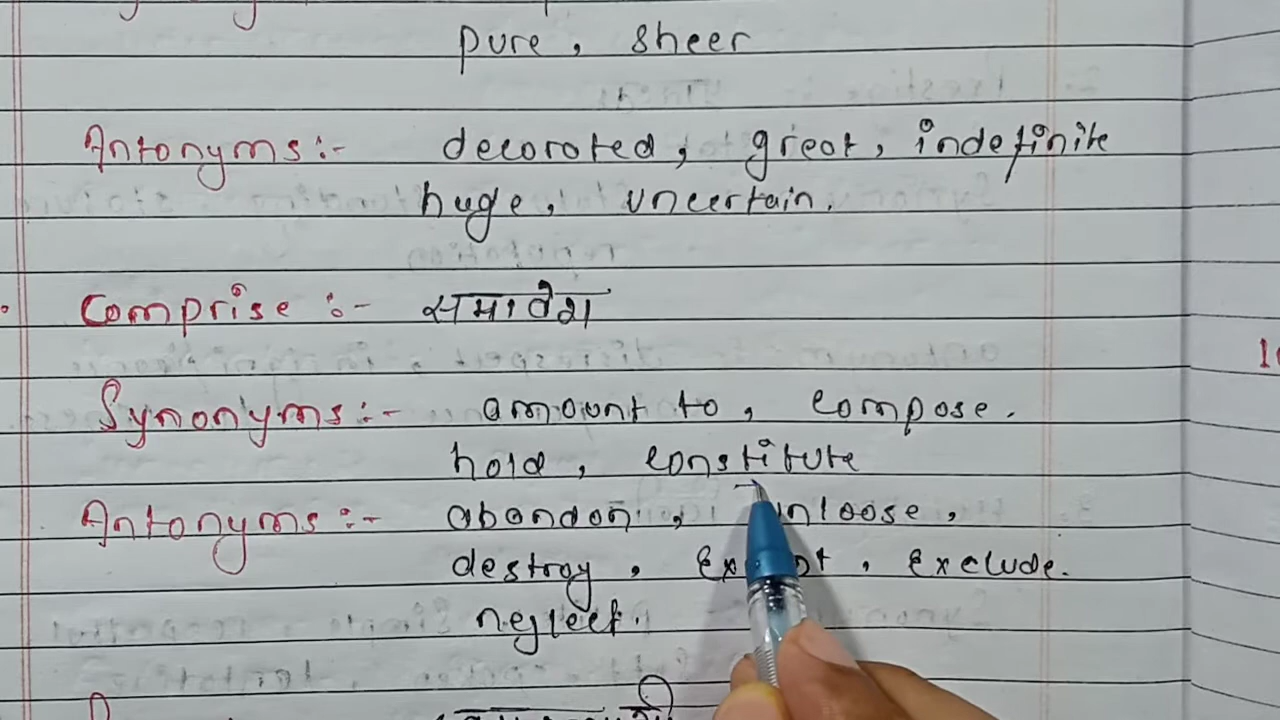 pure, sheer
Antonyms:- decorated, great, indefinite
huge, uncertain.
Comprise :- समावेश
Synonyms:- amount to, compose.
hold, constitute
Antonyms:- abandon, unloose,
destroy, Exclude.
neglect.